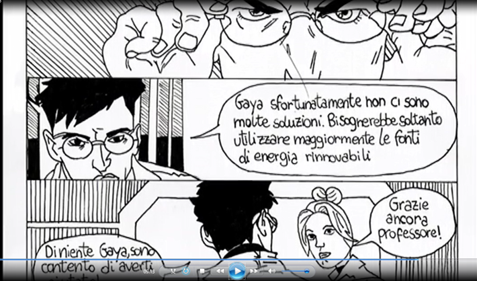 Gaya sfortunatamente non ci sono
molte soluzioni. Bisognerebbe soltanto
utilizzare maggiormente le fonti
di energia rinnovabili
Grazie
ancora
professore!
Di niente Gaya, sono
contento di averti